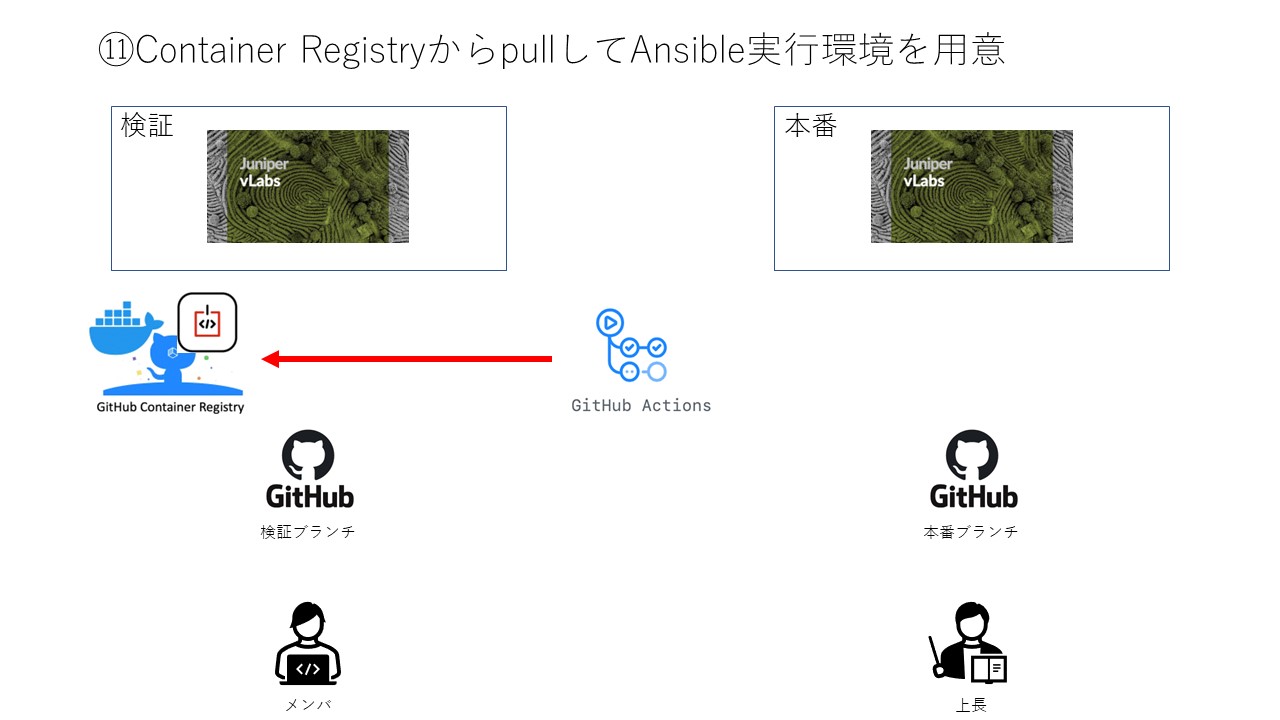 ⑪Container RegistryからpullしてAnsible実行環境を用意
検証
Juniper
vLabs
本番
Juniper
vLabs
</>
GitHub Container Registry
GitHub Actions
GitHub
検証ブランチ
GitHub
本番ブランチ
</>
メンバ
上長